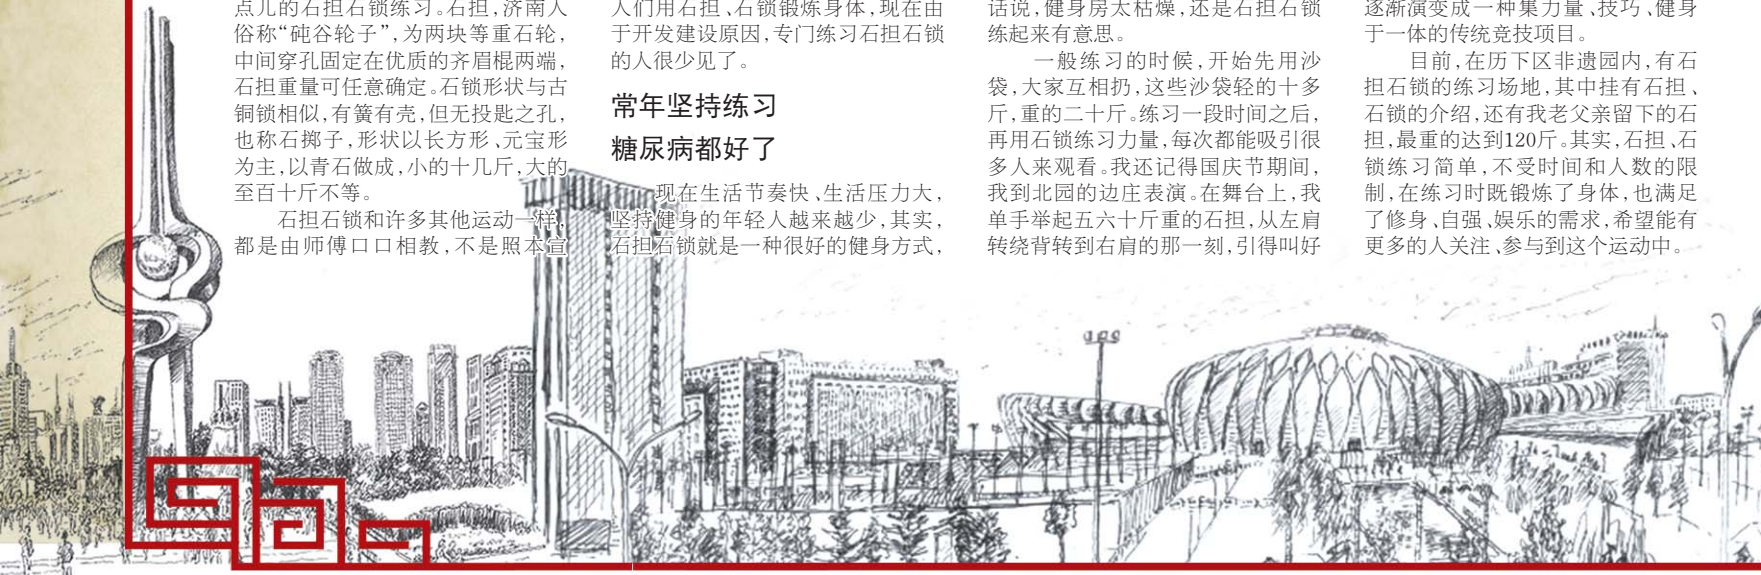 点儿的石担石锁练习。石担,济南人
俗称“砘谷轮子”,为两块等重石轮,
中间穿孔固定在优质的齐眉棍两端,
石担重量可任意确定。石锁形状与古
铜锁相似,有簧有壳,但无投匙之孔,
也称石掷子,形状以长方形、元宝形
为主,以青石做成,小的十几斤,大的
至百十斤不等。
石担石锁和许多其他运动一样,
都是由师傅口口相教,不是照本宣
人们用石担、石锁锻炼身体,现在由
于开发建设原因,专门练习石担石锁
的人很少见了。
常年坚持练习
糖尿病都好了
现在生活节奏快、生活压力大,
坚持健身的年轻人越来越少,其实,
石担石锁就是一种很好的健身方式,
话说,健身房太枯燥,还是石担石锁
练起来有意思。
一般练习的时候,开始先用沙
袋,大家互相扔,这些沙袋轻的十多
斤,重的二十斤。练习一段时间之后,
再用石锁练习力量,每次都能吸引很
多人来观看。我还记得国庆节期间,
我到北园的边庄表演。在舞台上,我
单手举起五六十斤重的石担,从左肩
转绕背转到右肩的那一刻,引得叫好
逐渐演变成一种集力量、技巧、健身
于一体的传统竞技项目。
目前,在历下区非遗园内,有石
担石锁的练习场地,其中挂有石担、
石锁的介绍,还有我老父亲留下的石
担,最重的达到120斤。其实,石担、石
锁练习简单,不受时间和人数的限
制,在练习时既锻炼了身体,也满足
了修身、自强、娱乐的需求,希望能有
更多的人关注、参与到这个运动中。